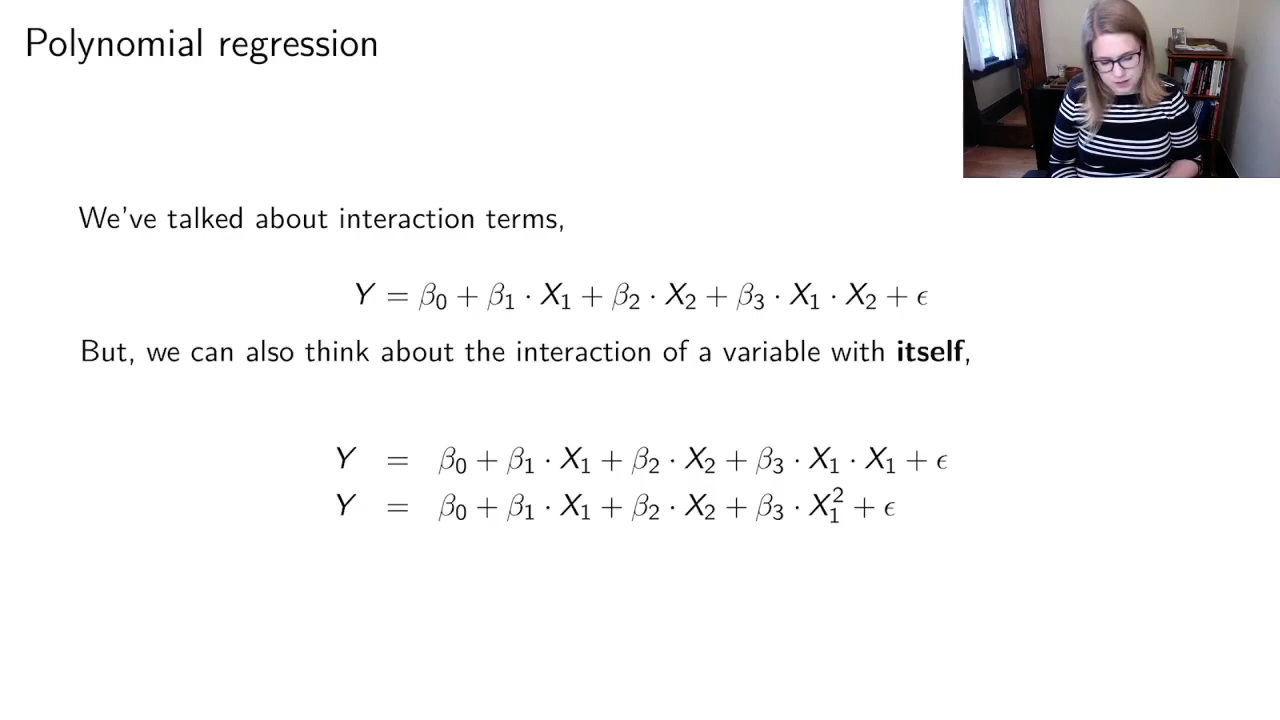 Polynomial regression
We've talked about interaction terms,
Y = β₀ + β₁ · X₁ + β₂ · X₂ + β₃ · X₁ · X₂ + ϵ
But, we can also think about the interaction of a variable with itself,
Y = β₀ + β₁ · X₁ + β₂ · X₂ + β₃ · X₁ · X₁ + ϵ
Y = β₀ + β₁ · X₁ + β₂ · X₂ + β₃ · X₁² + ϵ